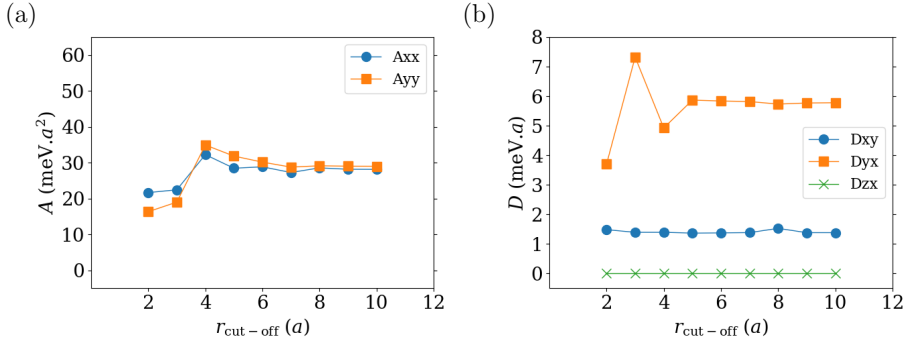 (a)
60
50
40
30
20
10
0
A (meV.a²)
2 4 6 8 10 12
r cut − off (a)
Axx
Ayy
(b)
8
7
6
5
4
3
2
1
0
D (meV.a)
2 4 6 8 10 12
r cut − off (a)
Dxy
Dyx
Dzx